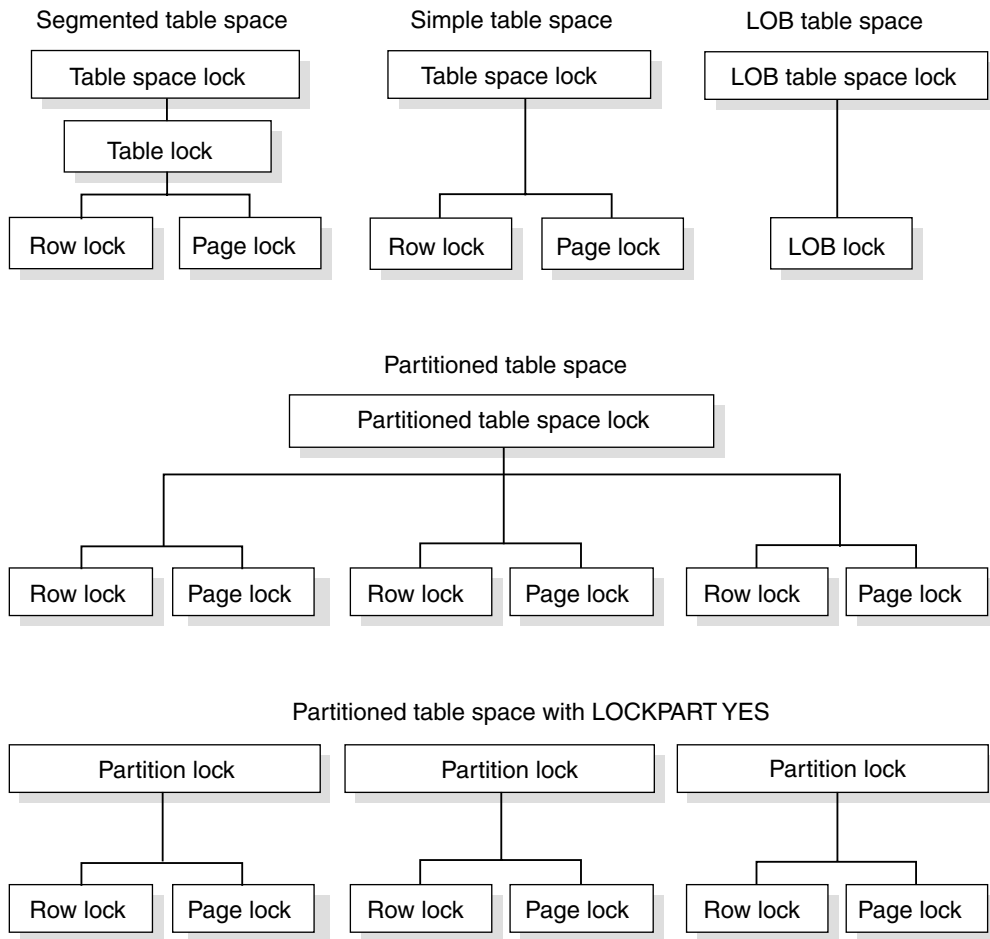 Segmented table space
Simple table space
LOB table space
Table space lock
Table space lock
LOB table space lock
Table lock
Row lock
Page lock
Row lock
Page lock
LOB lock
Partitioned table space
Partitioned table space lock
Row lock
Page lock
Row lock
Page lock
Row lock
Page lock
Partitioned table space with LOCKPART YES
Partition lock
Partition lock
Partition lock
Row lock
Page lock
Row lock
Page lock
Row lock
Page lock